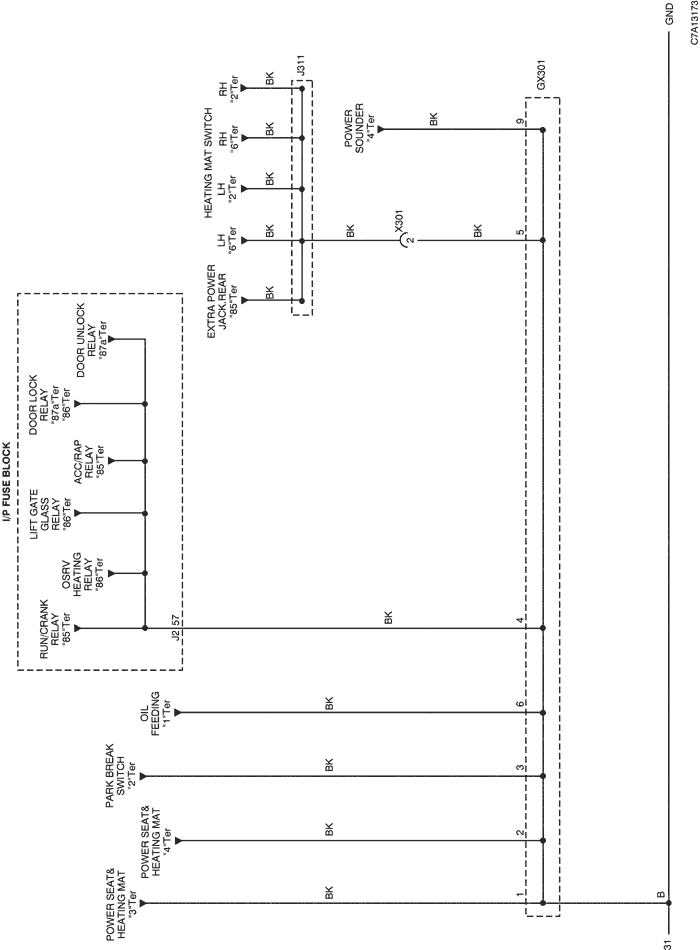 I/P FUSE BLOCK
RUN/CRANK
RELAY
"85"Ter
OSRV
HEATING
RELAY
"86"Ter
LIFT GATE
GLASS
RELAY
"86"Ter
ACC/RAP
RELAY
"85"Ter
DOOR LOCK
RELAY
"87a"Ter
"86"Ter
DOOR UNLOCK
RELAY
"87a"Ter
J2 57
POWER SEAT&
HEATING MAT
"3"Ter
POWER SEAT&
HEATING MAT
"4"Ter
PARK BREAK
SWITCH
"2"Ter
OIL
FEEDING
"1"Ter
EXTRA POWER
JACK.REAR
"85"Ter
HEATING MAT SWITCH
LH
"6"Ter
LH
"2"Ter
RH
"6"Ter
RH
"2"Ter
BK
BK
BK
BK
BK
J311
POWER
SOUNDER
"4"Ter
BK
BK
X301
2
BK
BK
BK
BK
BK
BK
1
2
3
6
4
5
9
GX301
B
31
GND
C7A13173